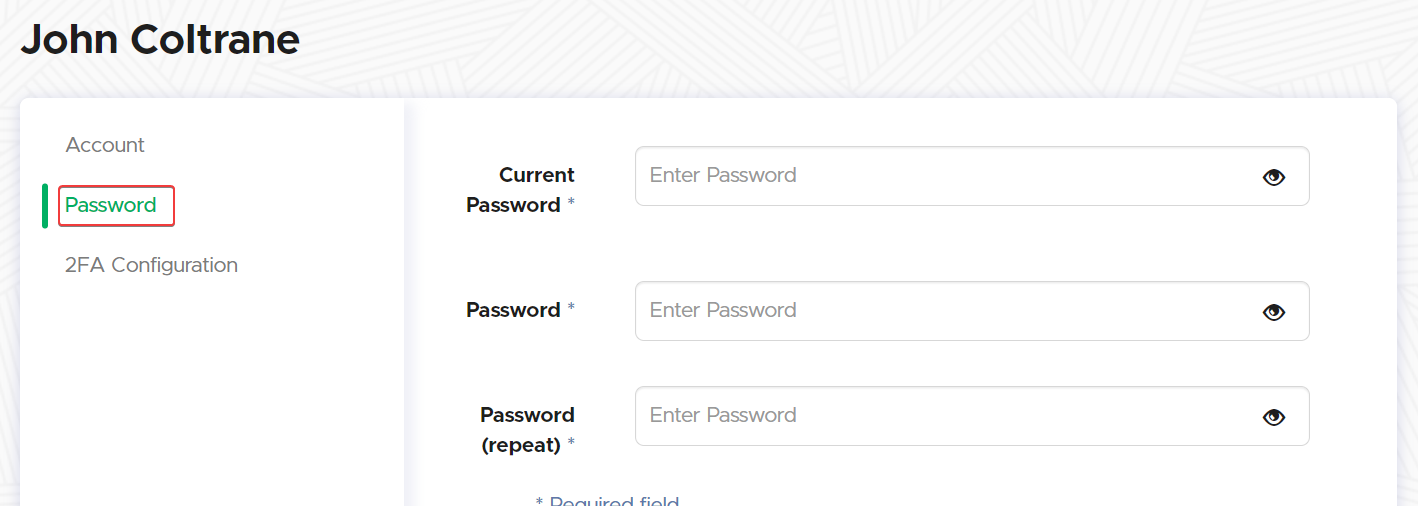 John Coltrane
Account
Password
2FA Configuration
Current
Password *
Enter Password
Password *
Enter Password
Password
(repeat) *
Enter Password
* Required field